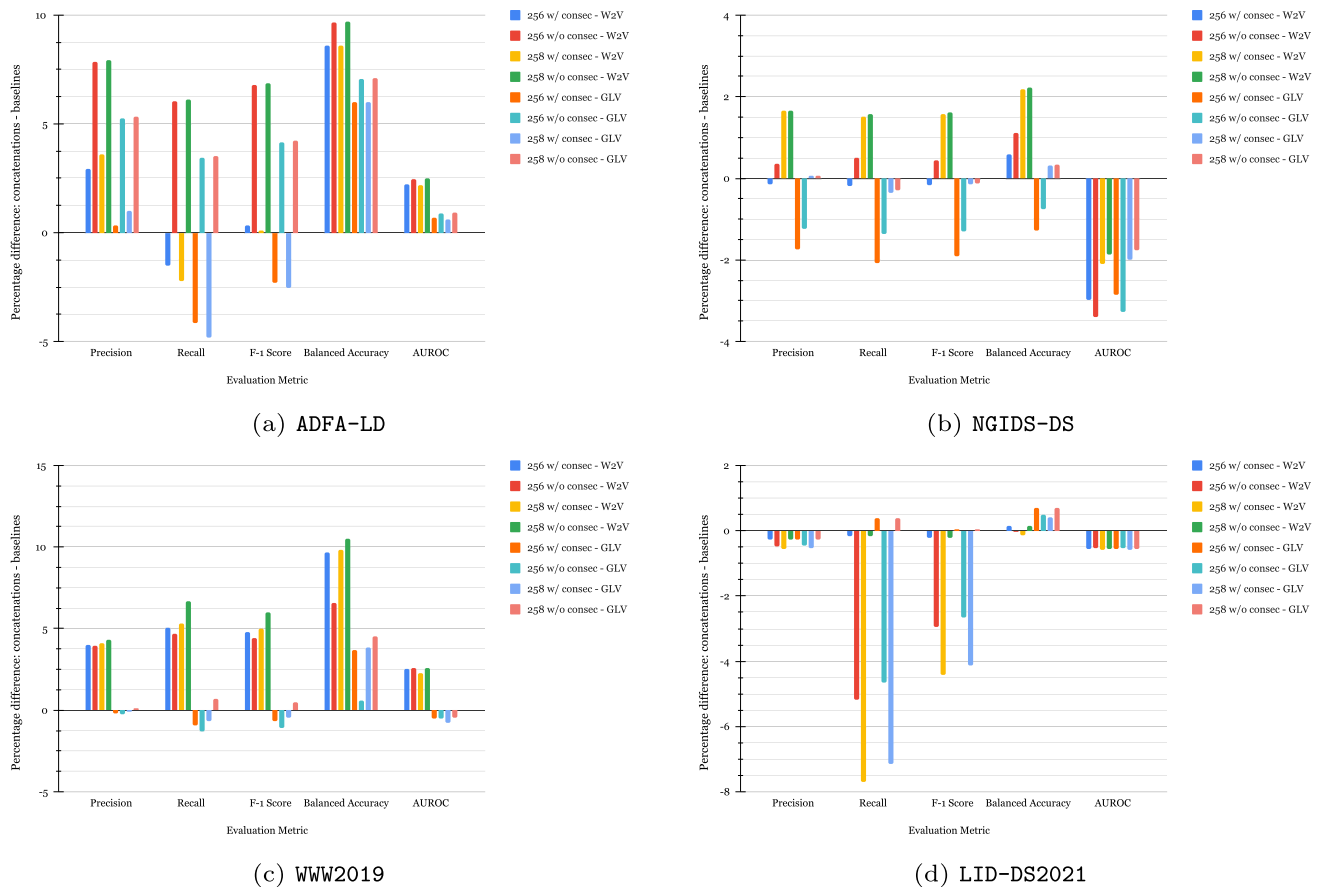 Percentage difference: concatenations - baselines
10
5
0
-5
Precision Recall F-1 Score Balanced Accuracy AUROC
Evaluation Metric
256 w/ consec - W2V
256 w/o consec - W2V
258 w/ consec - W2V
258 w/o consec - W2V
256 w/ consec - GLV
256 w/o consec - GLV
258 w/ consec - GLV
258 w/o consec - GLV
(a) ADFA-LD
Percentage difference: concatenations - baselines
4
2
0
-2
-4
Precision Recall F-1 Score Balanced Accuracy AUROC
Evaluation Metric
256 w/ consec - W2V
256 w/o consec - W2V
258 w/ consec - W2V
258 w/o consec - W2V
256 w/ consec - GLV
256 w/o consec - GLV
258 w/ consec - GLV
258 w/o consec - GLV
(b) NGIDS-DS
Percentage difference: concatenations - baselines
15
10
5
0
-5
Precision Recall F-1 Score Balanced Accuracy AUROC
Evaluation Metric
256 w/ consec - W2V
256 w/o consec - W2V
258 w/ consec - W2V
258 w/o consec - W2V
256 w/ consec - GLV
256 w/o consec - GLV
258 w/ consec - GLV
258 w/o consec - GLV
(c) WWW2019
Percentage difference: concatenations - baselines
2
0
-2
-4
-6
-8
Precision Recall F-1 Score Balanced Accuracy AUROC
Evaluation Metric
256 w/ consec - W2V
256 w/o consec - W2V
258 w/ consec - W2V
258 w/o consec - W2V
256 w/ consec - GLV
256 w/o consec - GLV
258 w/ consec - GLV
258 w/o consec - GLV
(d) LID-DS2021